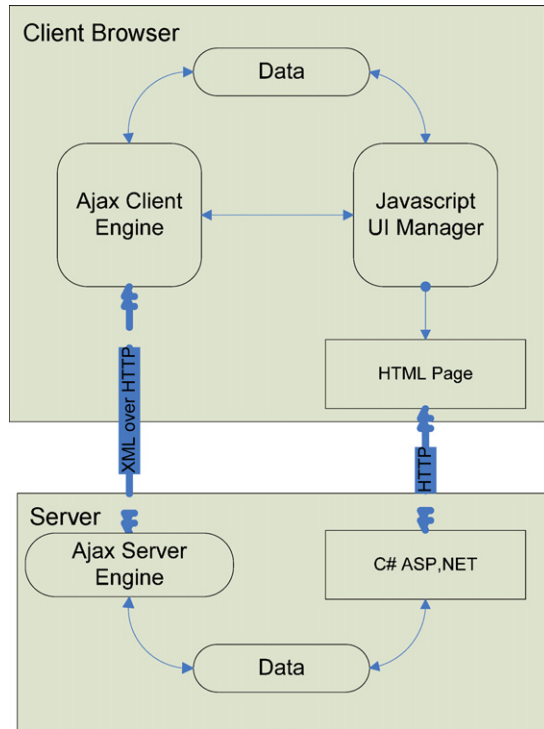 Client Browser
Data
Ajax Client
Engine
Javascript
UI Manager
HTML Page
XML over HTTP
HTTP
Server
Ajax Server
Engine
C# ASP,NET
Data